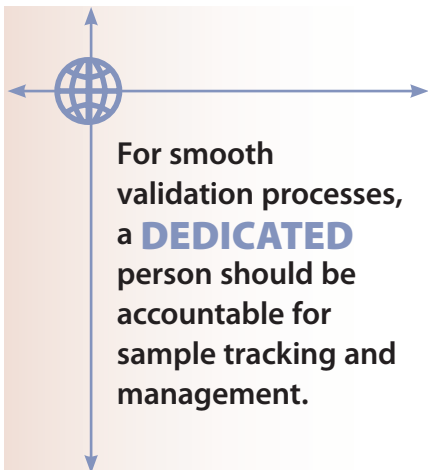 For smooth
validation processes,
a DEDICATED
person should be
accountable for
sample tracking and
management.